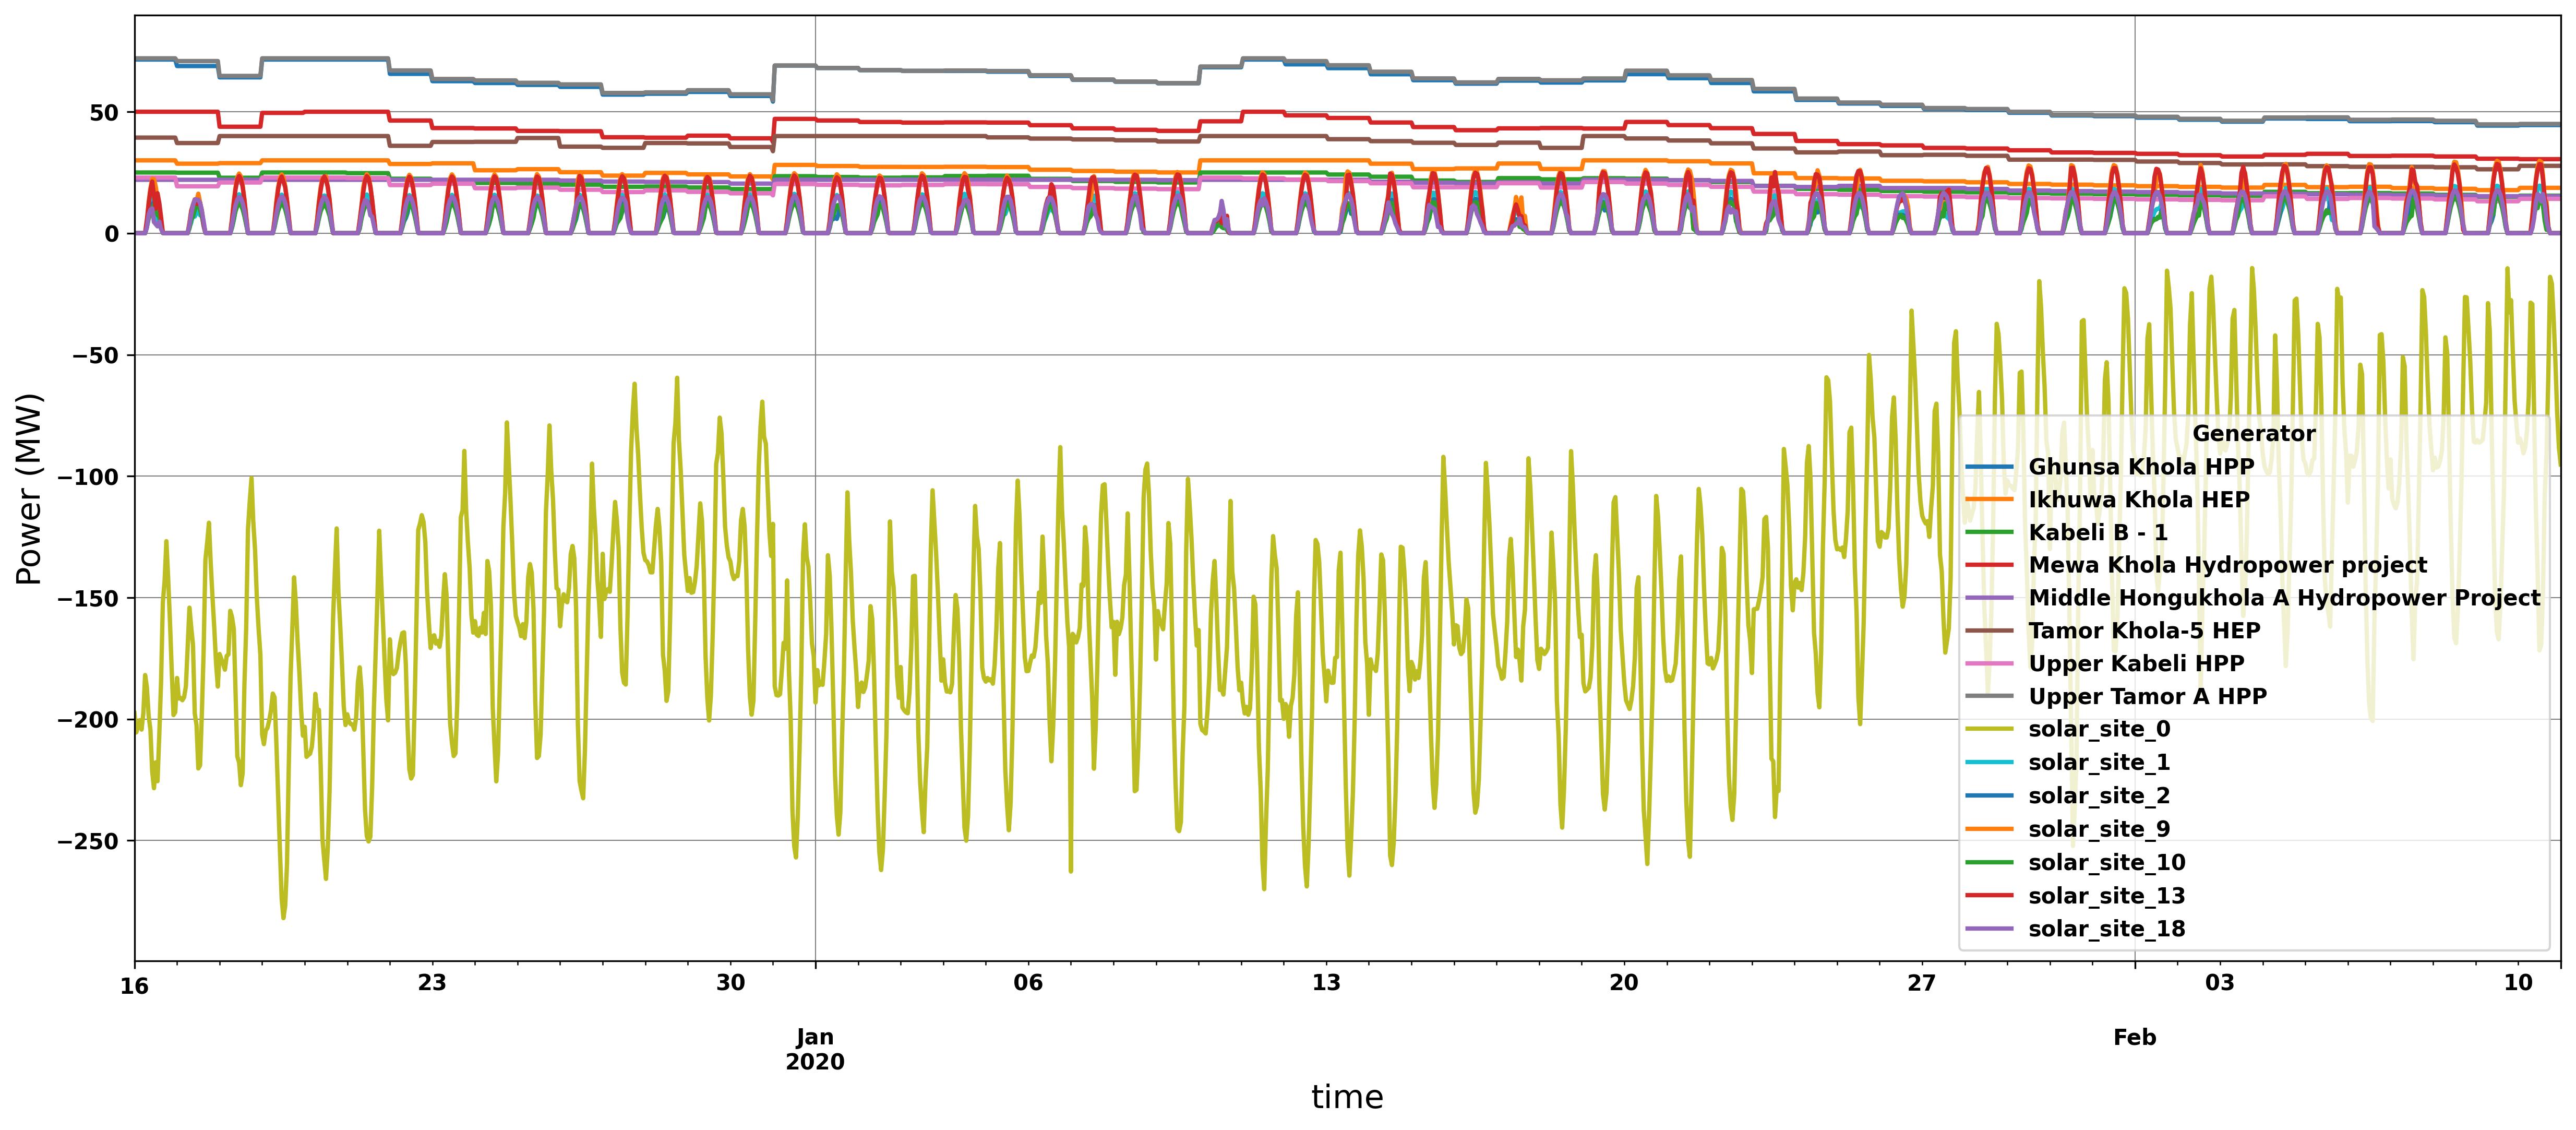 Power (MW)
50
0
−50
−100
−150
−200
−250
Generator
Ghunsa Khola HPP
Ikhuwa Khola HEP
Kabeli B - 1
Mewa Khola Hydropower project
Middle Hongukhola A Hydropower Project
Tamor Khola-5 HEP
Upper Kabeli HPP
Upper Tamor A HPP
solar_site_0
solar_site_1
solar_site_2
solar_site_9
solar_site_10
solar_site_13
solar_site_18
16 23 30 06 13 20 27 03 10
Jan Feb
2020
time